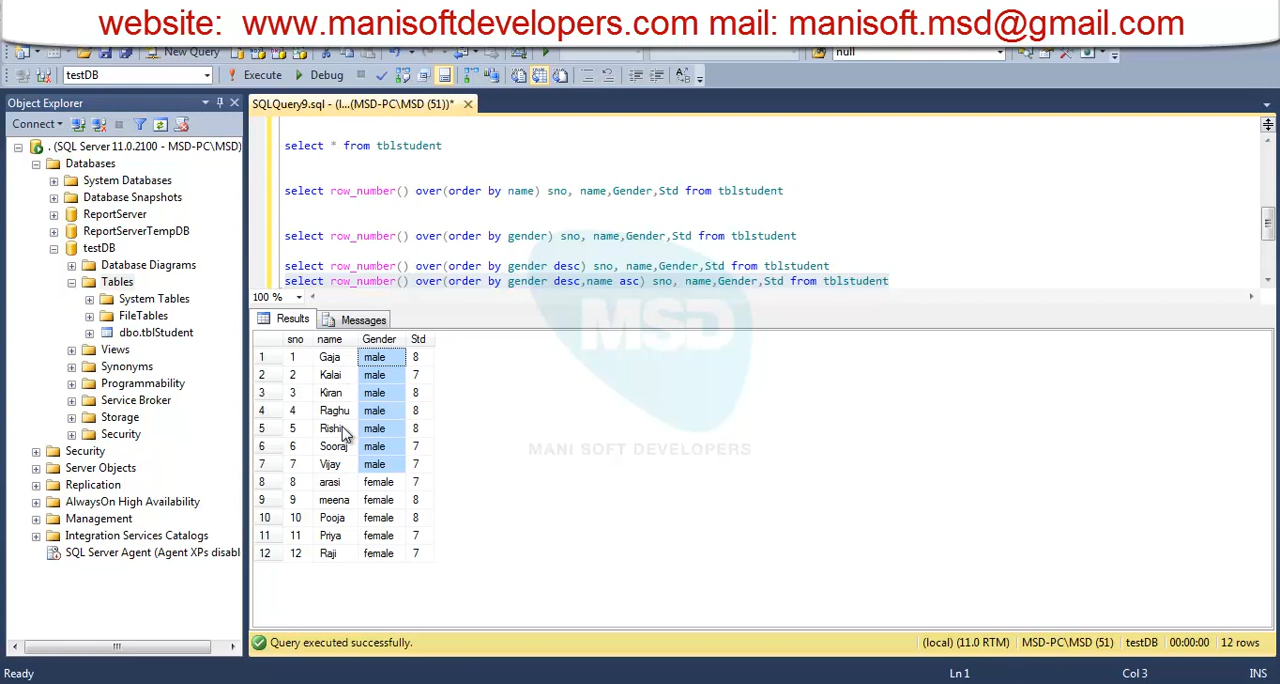 website: www.manisoftdevelopers.com mail: manisoft.msd@gmail.com
New Query
null
testDB
Execute
Debug
Object Explorer
SQLQuery9.sql - (l...(MSD-PC\MSD (51))*
Connect
. (SQL Server 11.0.2100 - MSD-PC\MSD)
Databases
System Databases
Database Snapshots
ReportServer
ReportServerTempDB
testDB
Database Diagrams
Tables
System Tables
FileTables
dbo.tblStudent
Views
Synonyms
Programmability
Service Broker
Storage
Security
Security
Server Objects
Replication
AlwaysOn High Availability
Management
Integration Services Catalogs
SQL Server Agent (Agent XPs disabl
select * from tblstudent
select row_number() over(order by name) sno, name,Gender,Std from tblstudent
select row_number() over(order by gender) sno, name,Gender,Std from tblstudent
select row_number() over(order by gender desc) sno, name,Gender,Std from tblstudent
select row_number() over(order by gender desc,name asc) sno, name,Gender,Std from tblstudent
100 %
Results Messages
sno name Gender Std
1 1 Gaja male 8
2 2 Kalai male 7
3 3 Kiran male 8
4 4 Raghu male 8
5 5 Rishi male 8
6 6 Sooraj male 7
7 7 Vijay male 7
8 8 arasi female 7
9 9 meena female 8
10 10 Pooja female 8
11 11 Priya female 7
12 12 Raji female 7
MSD
MANI SOFT DEVELOPERS
Query executed successfully.
(local) (11.0 RTM) MSD-PC\MSD (51) testDB 00:00:00 12 rows
Ready Ln 1 Col 3 INS